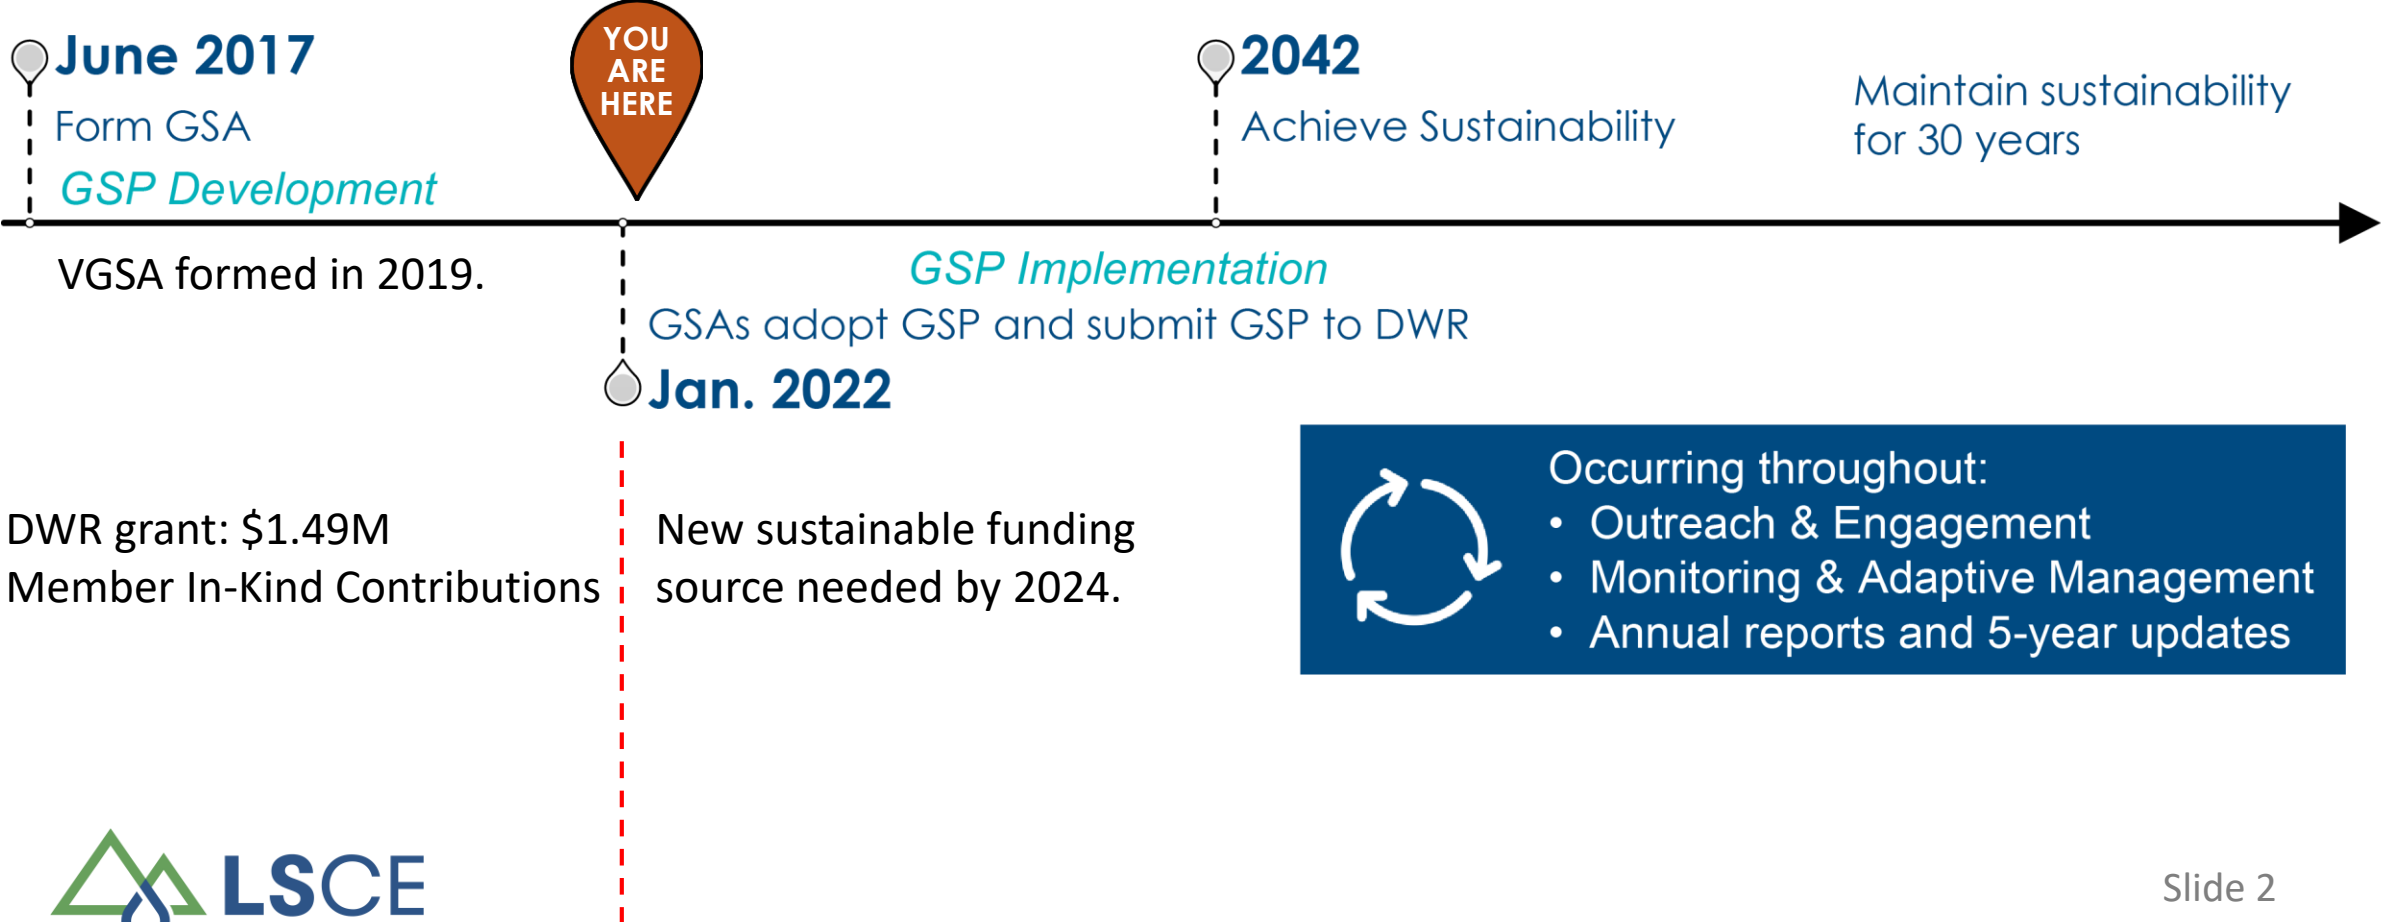 June 2017
Form GSA
GSP Development
YOU
ARE
HERE
2042
Achieve Sustainability
Maintain sustainability
for 30 years
VGSA formed in 2019.
GSP Implementation
GSAs adopt GSP and submit GSP to DWR
Jan. 2022
DWR grant: $1.49M
Member In-Kind Contributions
New sustainable funding
source needed by 2024.
Occurring throughout:
• Outreach & Engagement
• Monitoring & Adaptive Management
• Annual reports and 5-year updates
LSCE
Slide 2